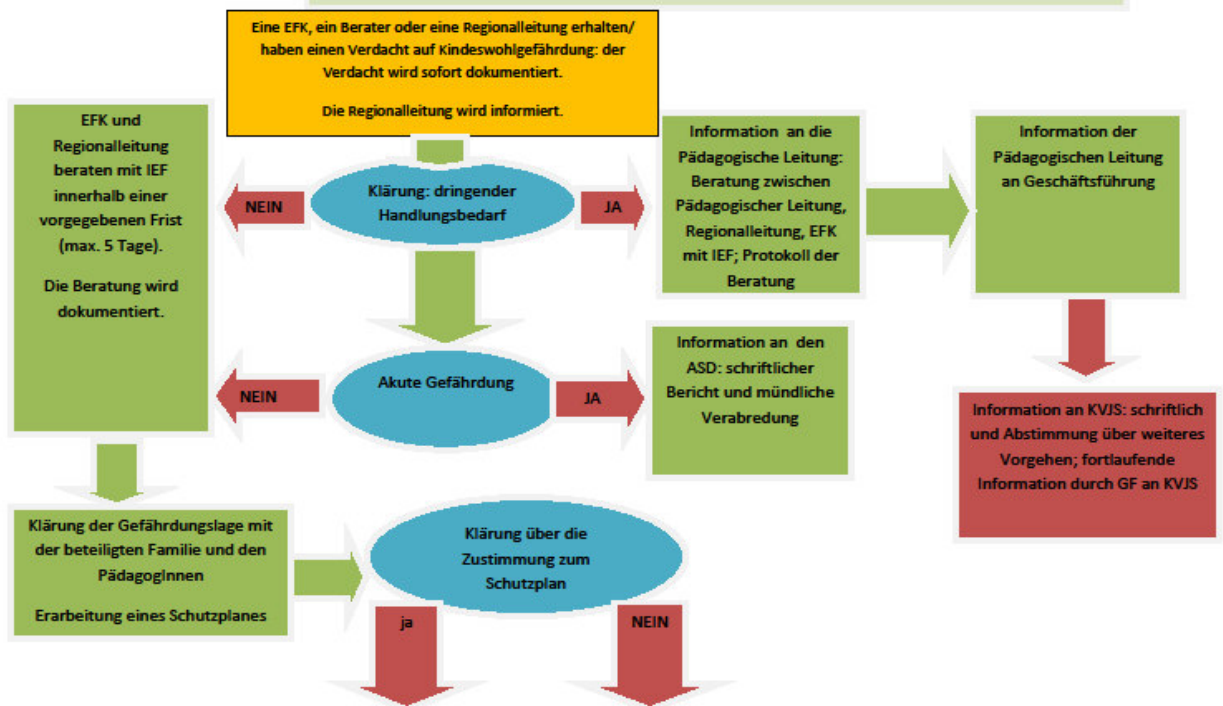 Eine EFK, ein Berater oder eine Regionalleitung erhalten/
haben einen Verdacht auf Kindeswohlgefährdung: der
Verdacht wird sofort dokumentiert.
Die Regionalleitung wird informiert.
EFK und
Regionalleitung
beraten mit IEF
innerhalb einer
vorgegebenen Frist
(max. 5 Tage).
Die Beratung wird
dokumentiert.
NEIN
Klärung: dringender
Handlungsbedarf
JA
Information an die
Pädagogische Leitung:
Beratung zwischen
Pädagogischer Leitung,
Regionalleitung, EFK
mit IEF; Protokoll der
Beratung
Information der
Pädagogischen Leitung
an Geschäftsführung
NEIN
Akute Gefährdung
JA
Information an den
ASD: schriftlicher
Bericht und mündliche
Verabredung
Information an KVJS: schriftlich
und Abstimmung über weiteres
Vorgehen; fortlaufende
Information durch GF an KVJS
Klärung der Gefährdungslage mit
der beteiligten Familie und den
PädagogInnen
Erarbeitung eines Schutzplanes
Klärung über die
Zustimmung zum
Schutzplan
ja
NEIN